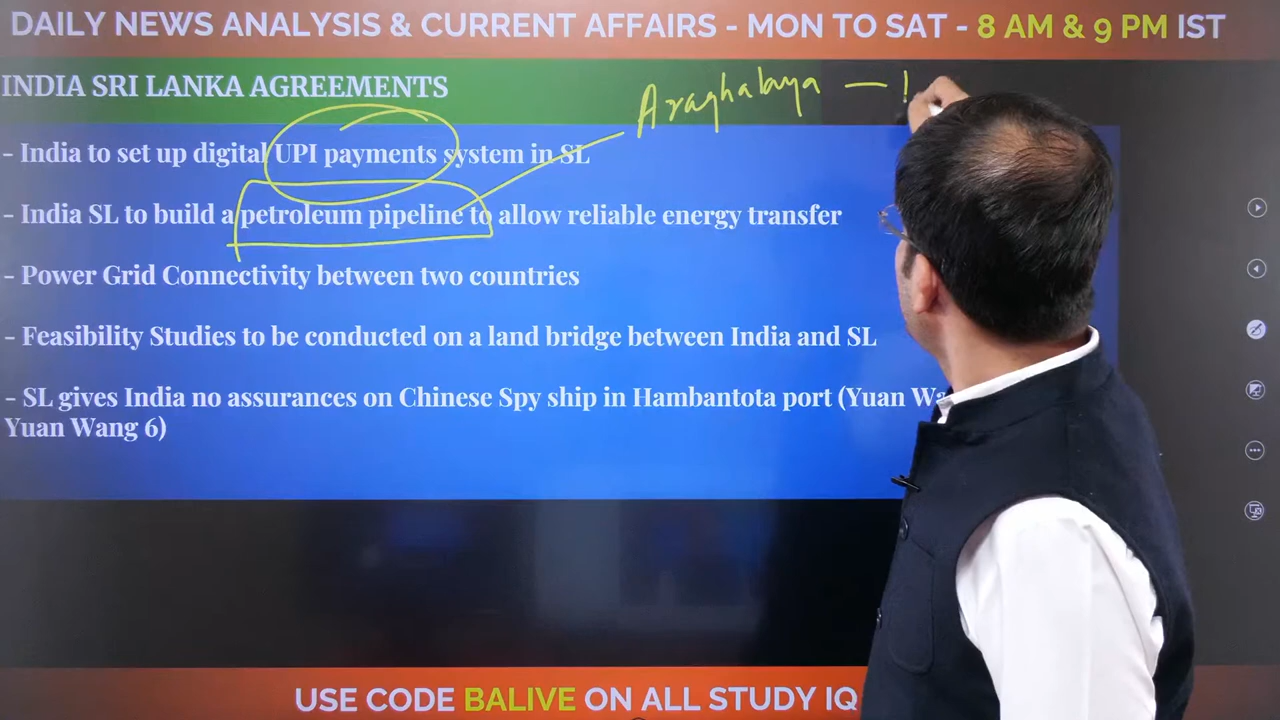 DAILY NEWS ANALYSIS & CURRENT AFFAIRS - MON TO SAT - 8 AM & 9 PM IST
INDIA SRI LANKA AGREEMENTS
Araghalaya —
- India to set up digital UPI payments system in SL
- India SL to build a petroleum pipeline to allow reliable energy transfer
- Power Grid Connectivity between two countries
- Feasibility Studies to be conducted on a land bridge between India and SL
- SL gives India no assurances on Chinese Spy ship in Hambantota port (Yuan
Yuan Wang 6)
USE CODE BALIVE ON ALL STUDY IQ